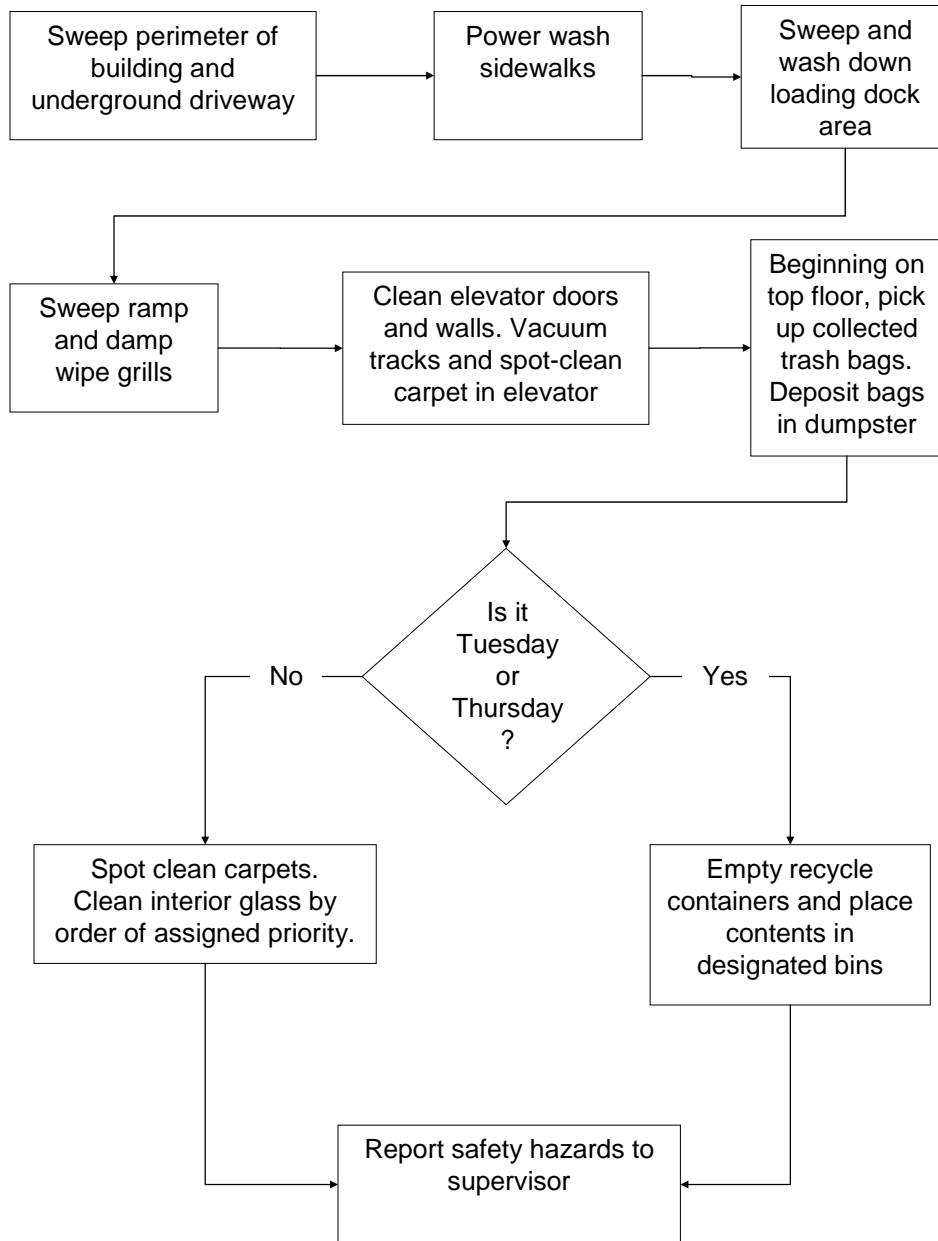 Sweep perimeter of
building and
underground driveway
Power wash
sidewalks
Sweep and
wash down
loading dock
area
Sweep ramp
and damp
wipe grills
Clean elevator doors
and walls. Vacuum
tracks and spot-clean
carpet in elevator
Beginning on
top floor, pick
up collected
trash bags.
Deposit bags
in dumpster
Is it
Tuesday
or
Thursday
?
No
Yes
Spot clean carpets.
Clean interior glass by
order of assigned priority.
Empty recycle
containers and place
contents in
designated bins
Report safety hazards to
supervisor